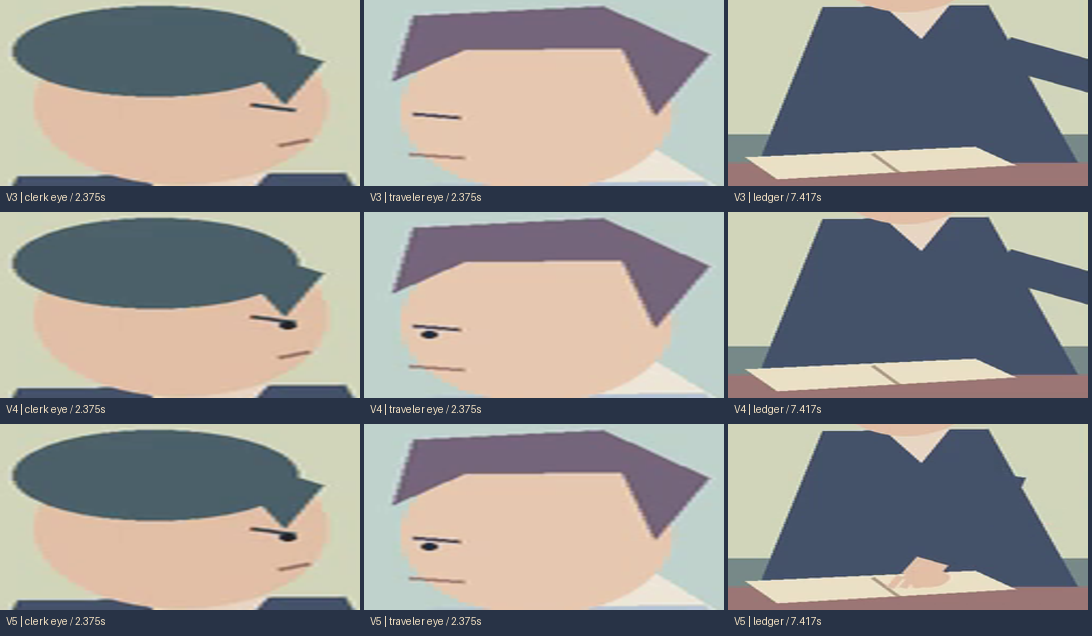 V3 | clerk eye / 2.375s
V3 | traveler eye / 2.375s
V3 | ledger / 7.417s
V4 | clerk eye / 2.375s
V4 | traveler eye / 2.375s
V4 | ledger / 7.417s
V5 | clerk eye / 2.375s
V5 | traveler eye / 2.375s
V5 | ledger / 7.417s